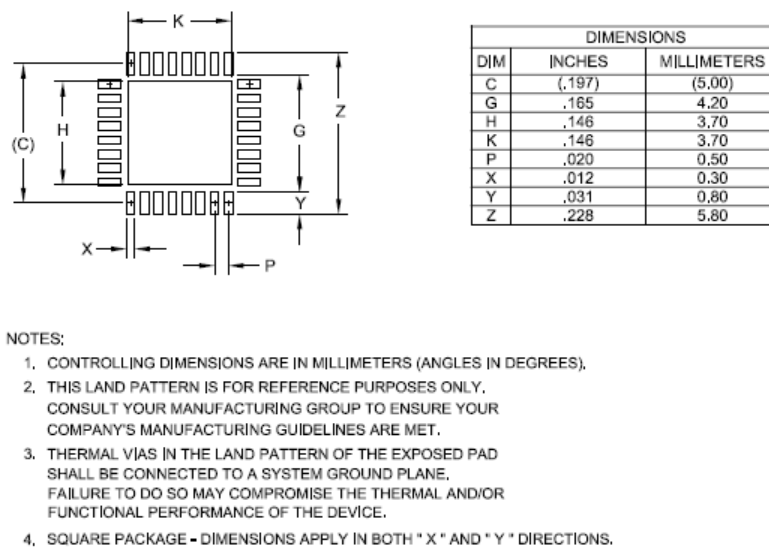 K
(C)
H
G
Z
Y
X
P
DIMENSIONS
DIM INCHES MILLIMETERS
C (.197) (5.00)
G .165 4.20
H .146 3.70
K .146 3.70
P .020 0.50
X .012 0.30
Y .031 0.80
Z .228 5.80
NOTES:
1. CONTROLLING DIMENSIONS ARE IN MILLIMETERS (ANGLES IN DEGREES).
2. THIS LAND PATTERN IS FOR REFERENCE PURPOSES ONLY.
CONSULT YOUR MANUFACTURING GROUP TO ENSURE YOUR
COMPANY'S MANUFACTURING GUIDELINES ARE MET.
3. THERMAL VIAS IN THE LAND PATTERN OF THE EXPOSED PAD
SHALL BE CONNECTED TO A SYSTEM GROUND PLANE.
FAILURE TO DO SO MAY COMPROMISE THE THERMAL AND/OR
FUNCTIONAL PERFORMANCE OF THE DEVICE.
4. SQUARE PACKAGE - DIMENSIONS APPLY IN BOTH " X " AND " Y " DIRECTIONS.